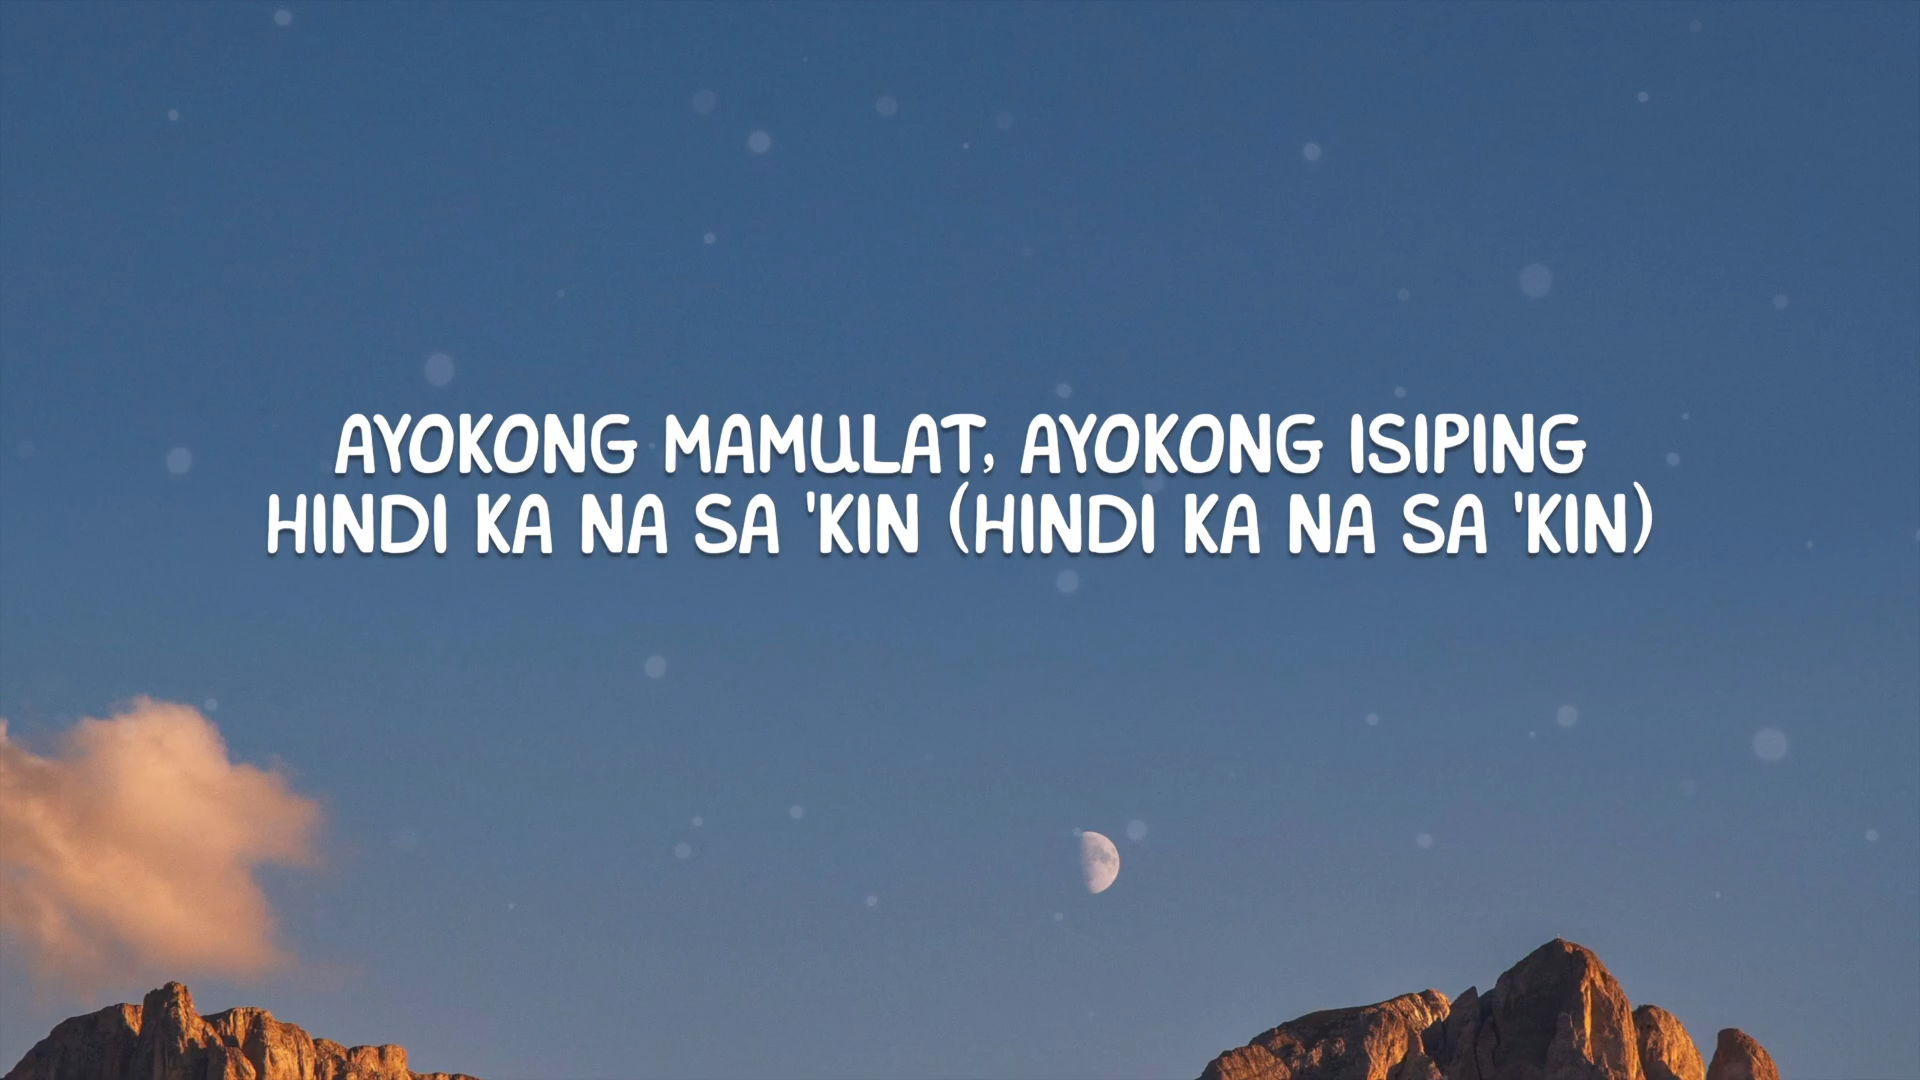 AYOKONG MAMULAT, AYOKONG ISIPING
HINDI KA NA SA 'KIN (HINDI KA NA SA 'KIN)